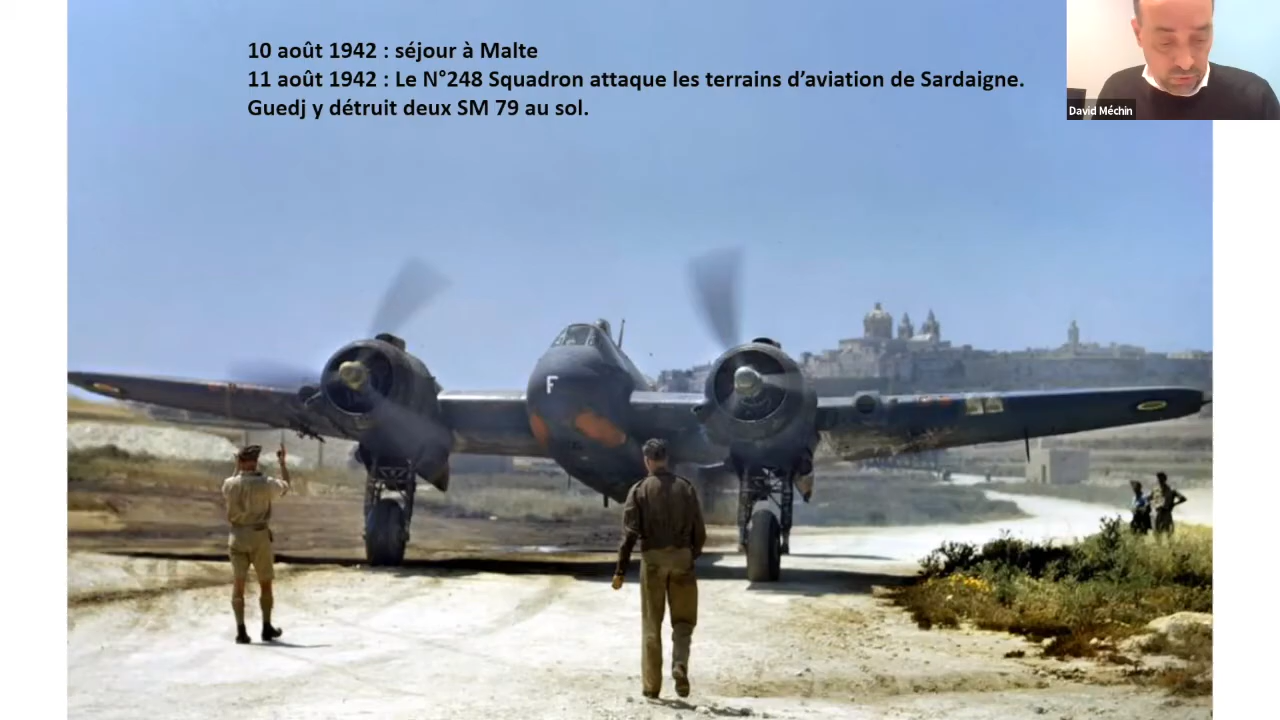 10 août 1942 : séjour à Malte
11 août 1942 : Le N°248 Squadron attaque les terrains d’aviation de Sardaigne.
Guedj y détruit deux SM 79 au sol.
David Méchin
F